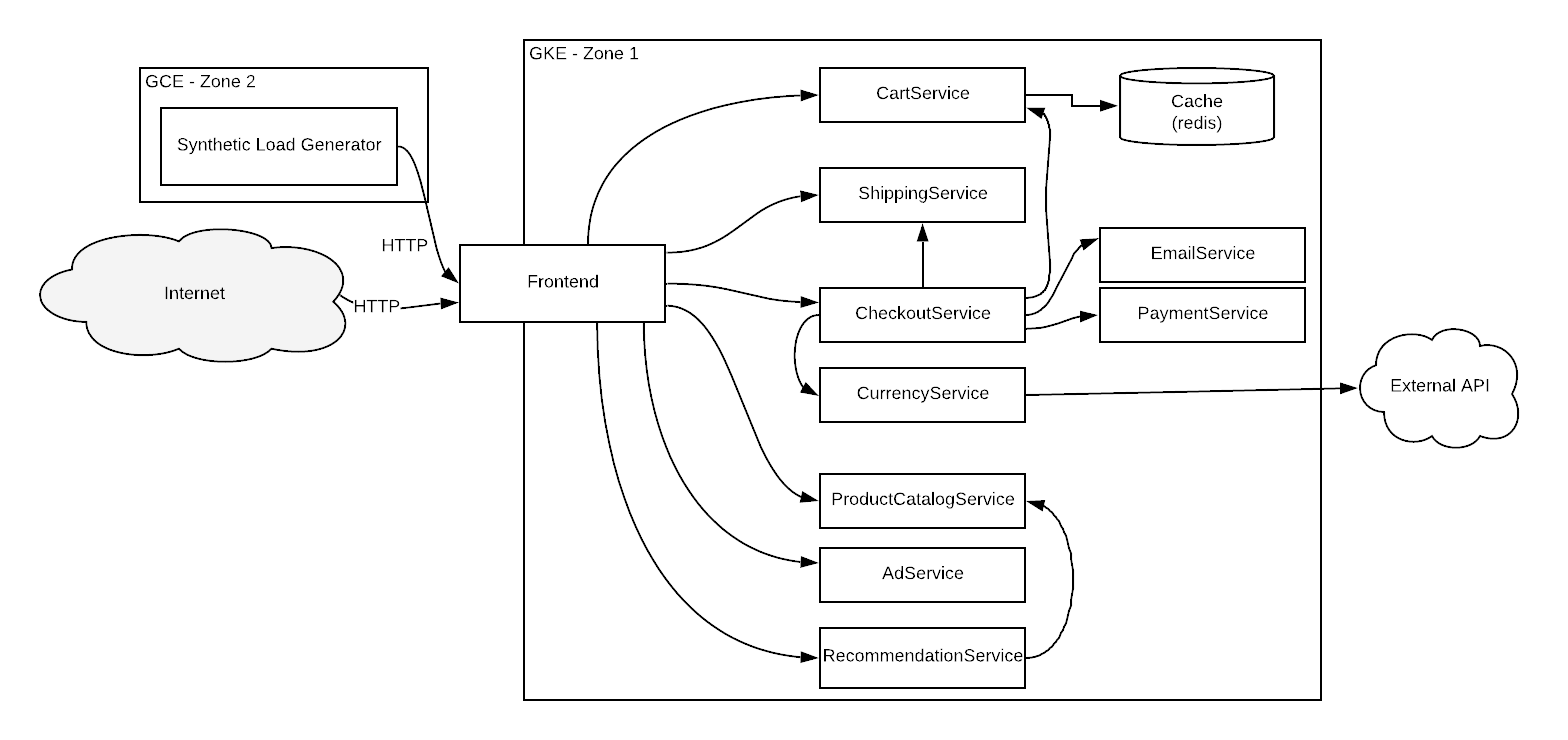 GKE - Zone 1
GCE - Zone 2
CartService
Cache
(redis)
Synthetic Load Generator
ShippingService
HTTP
EmailService
Internet
HTTP
Frontend
CheckoutService
PaymentService
CurrencyService
External API
ProductCatalogService
AdService
RecommendationService